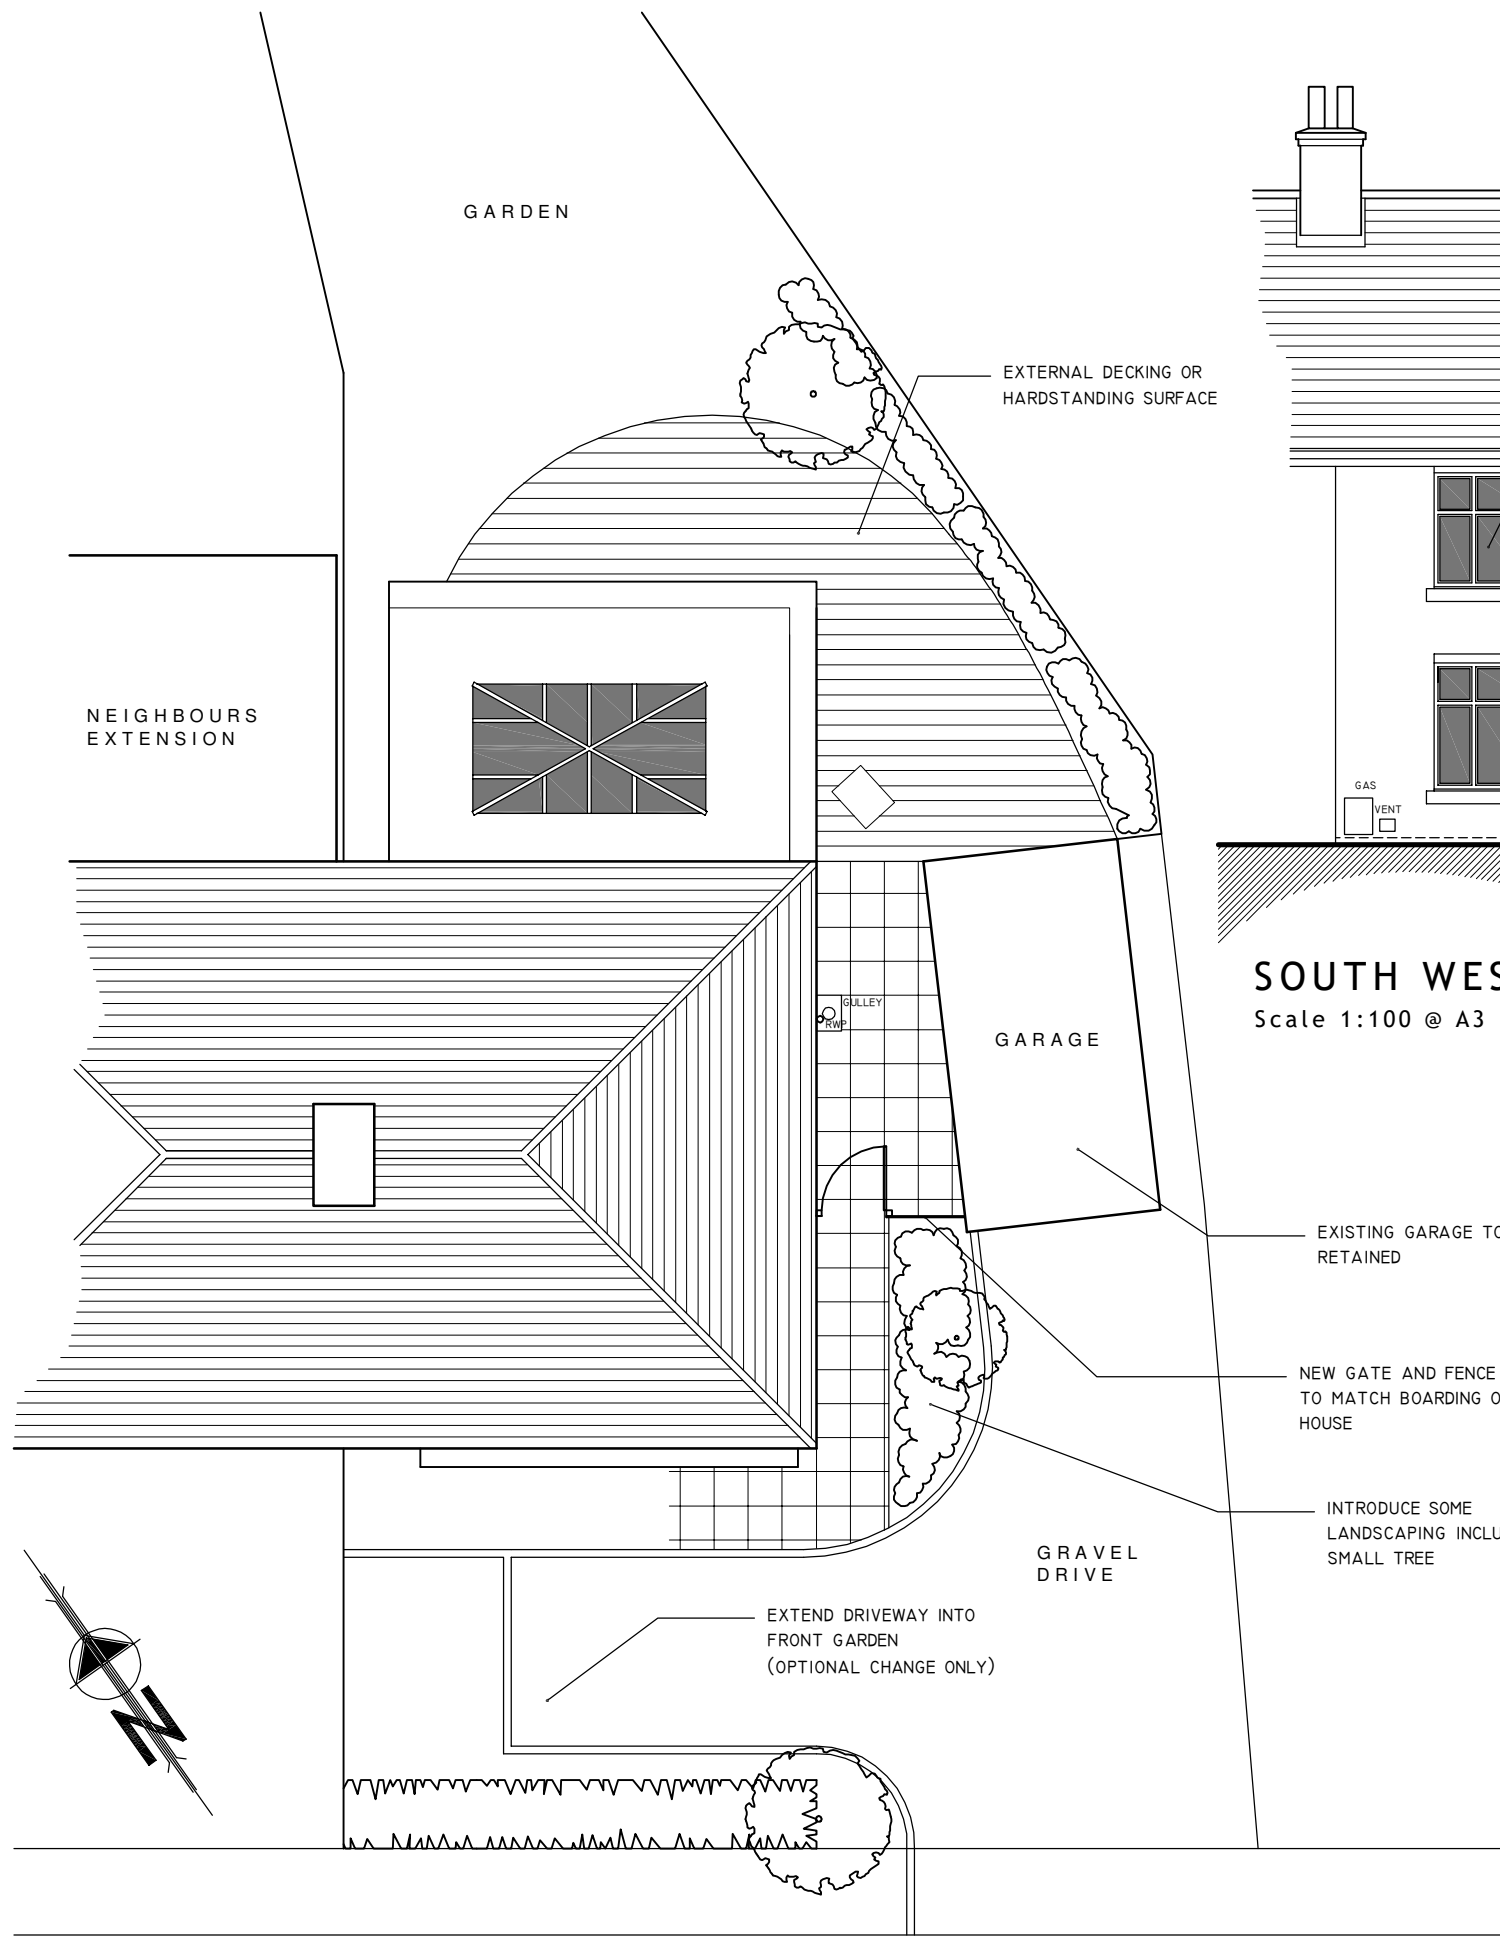 GARDEN
EXTERNAL DECKING OR
HARDSTANDING SURFACE
NEIGHBOURS
EXTENSION
GAS
VENT
SOUTH WES
Scale 1:100 @ A3
GULLEY
RWP
GARAGE
EXISTING GARAGE TO
RETAINED
NEW GATE AND FENCE
TO MATCH BOARDING O
HOUSE
INTRODUCE SOME
LANDSCAPING INCLU
SMALL TREE
GRAVEL
DRIVE
EXTEND DRIVEWAY INTO
FRONT GARDEN
(OPTIONAL CHANGE ONLY)
N